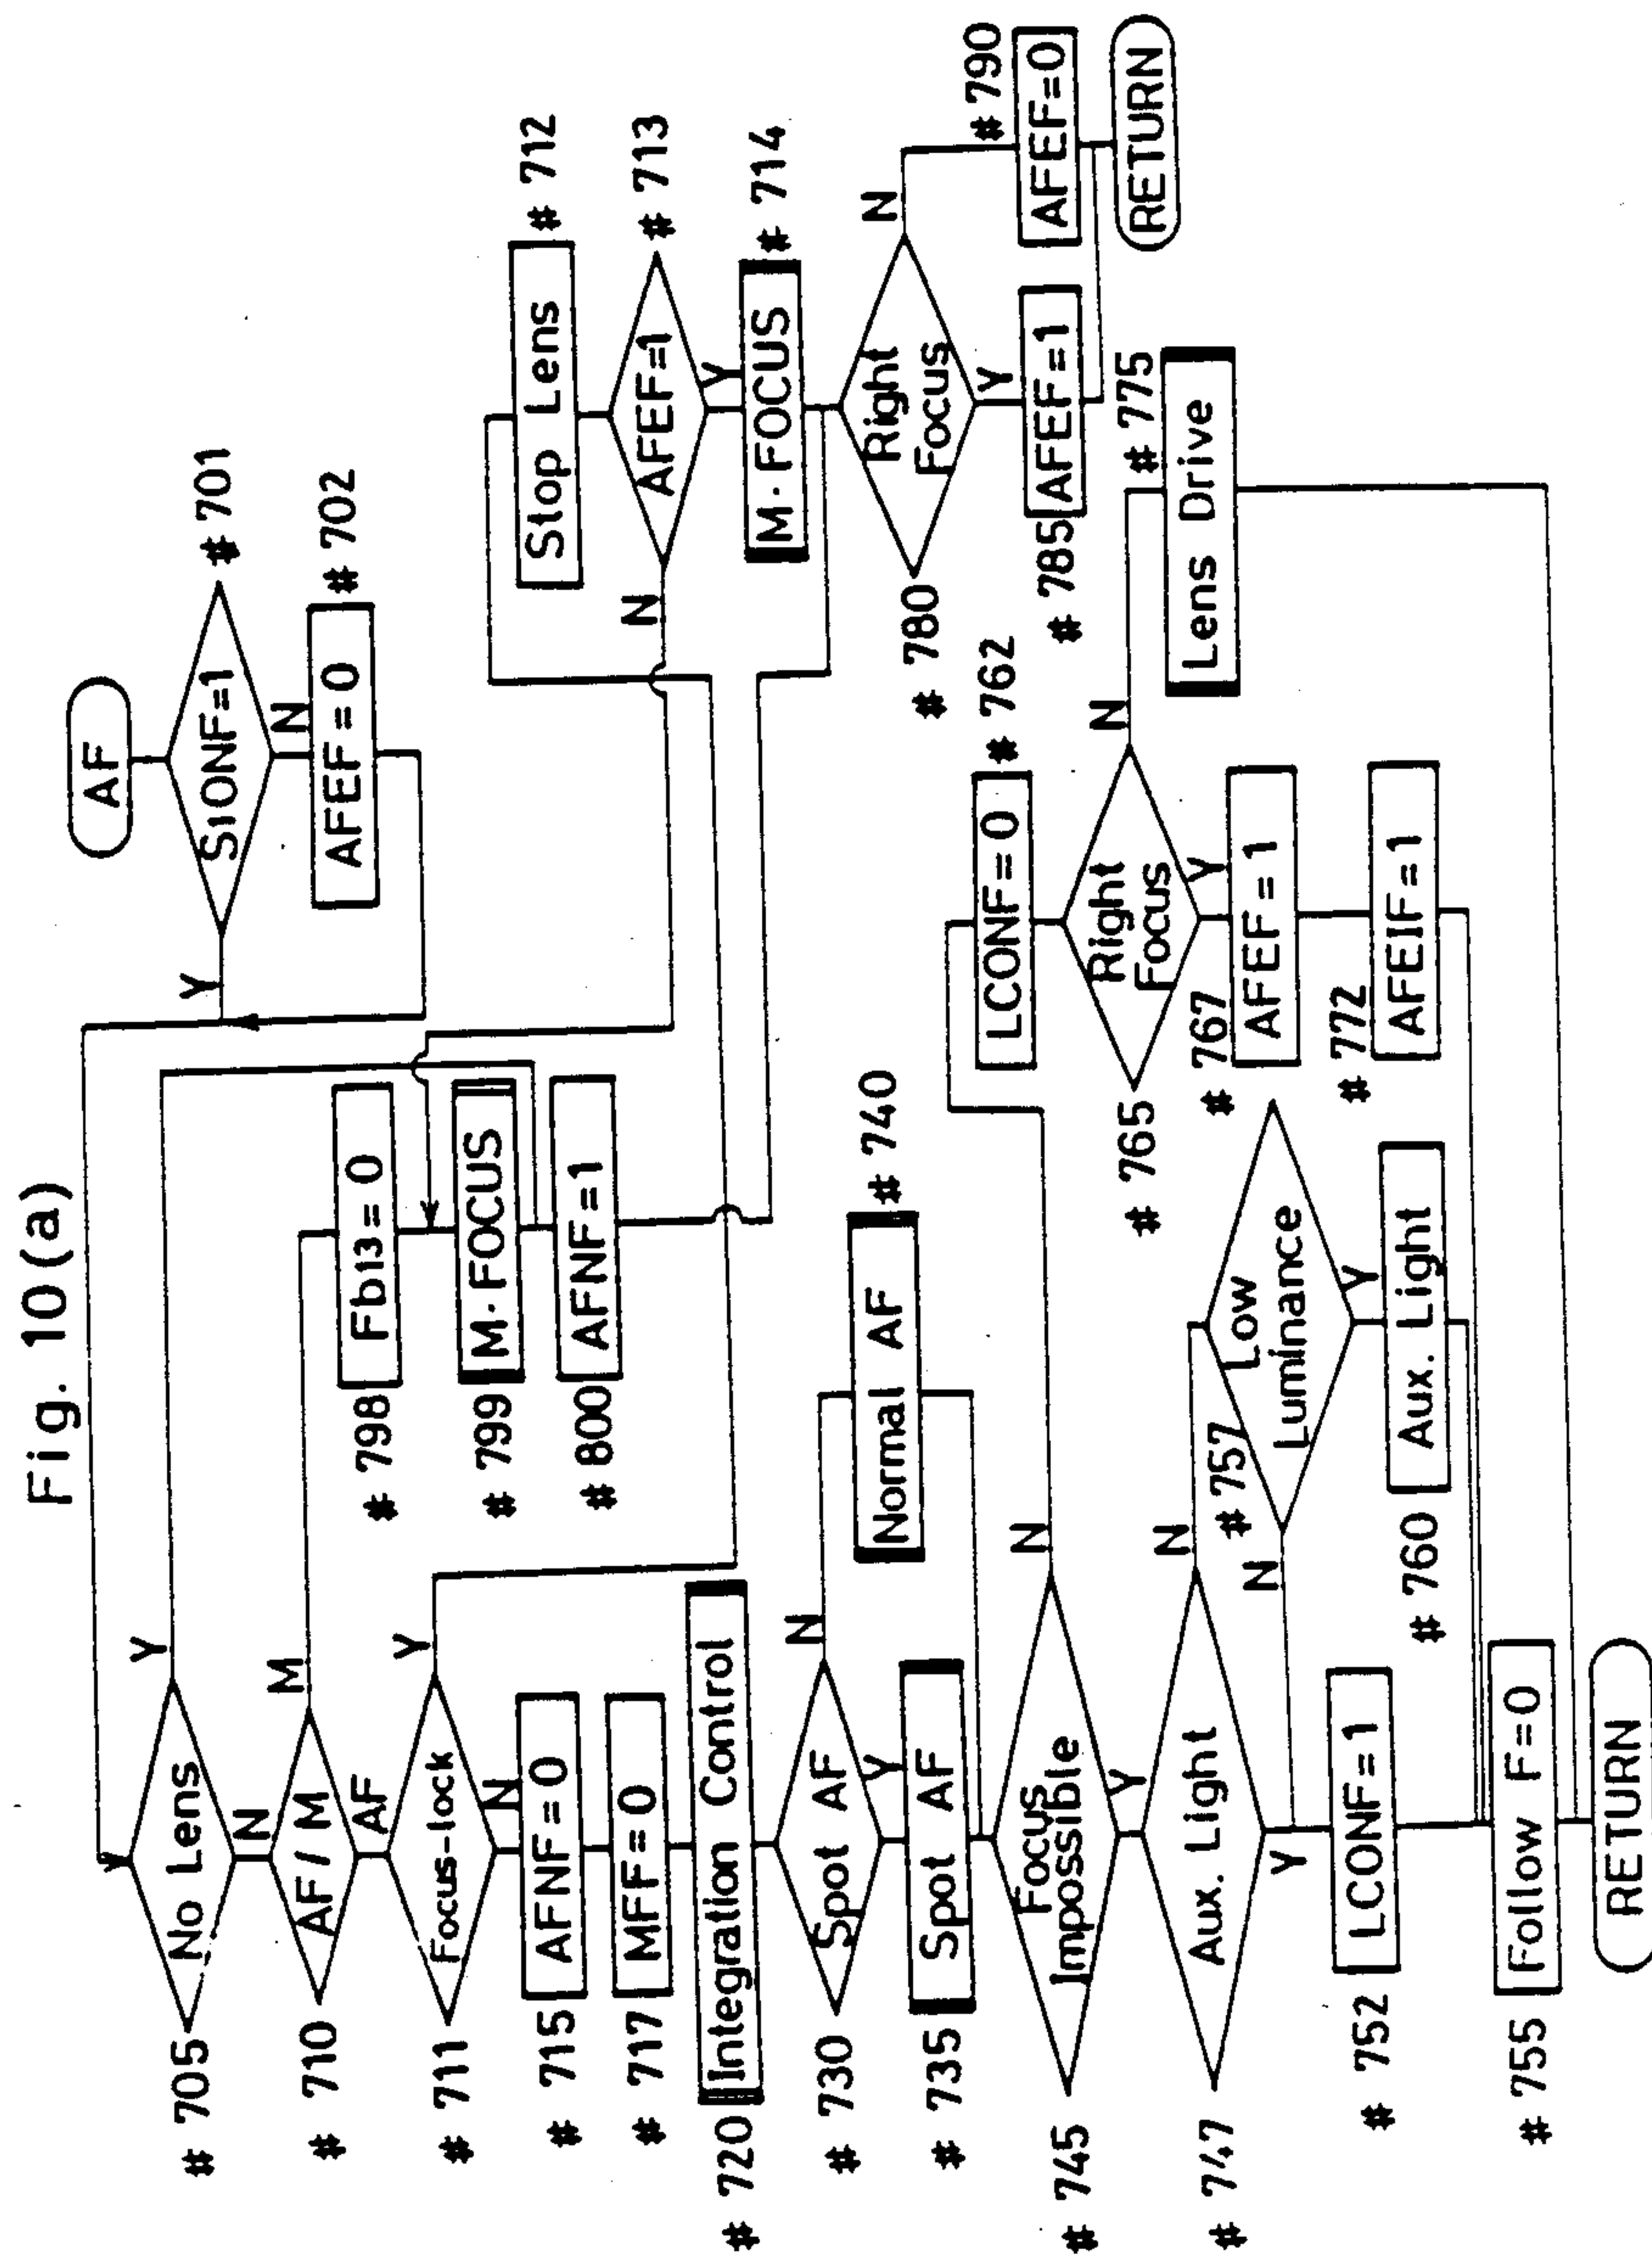 Fig. 10(a)
AF
S1ONF=1
# 701
N
Y
AFEF=0
# 702
# 705
No Lens
Y
N
# 710
AF/M
M
AF
# 711
Focus-lock
Y
N
# 715
AFNF=0
# 717
MFF=0
# 720
Integration Control
# 730
Spot AF
N
Y
# 735
Spot AF
Normal AF
# 740
# 745
Focus
Impossible
N
Y
# 747
Aux. Light
N
Y
# 752
LCONF=1
# 755
Follow F=0
RETURN
# 798
Fb13=0
# 799
M·FOCUS
# 800
AFNF=1
Stop Lens
# 712
AFEF=1
# 713
N
Y
M·FOCUS
# 714
# 780
Right
Focus
N
Y
# 785
AFEF=1
# 790
AFEF=0
RETURN
LCONF=0
# 762
# 765
Right
Focus
N
Y
# 767
AFEF=1
# 772
AFEIF=1
# 775
Lens Drive
# 757
Low
Luminance
N
Y
# 760
Aux. Light